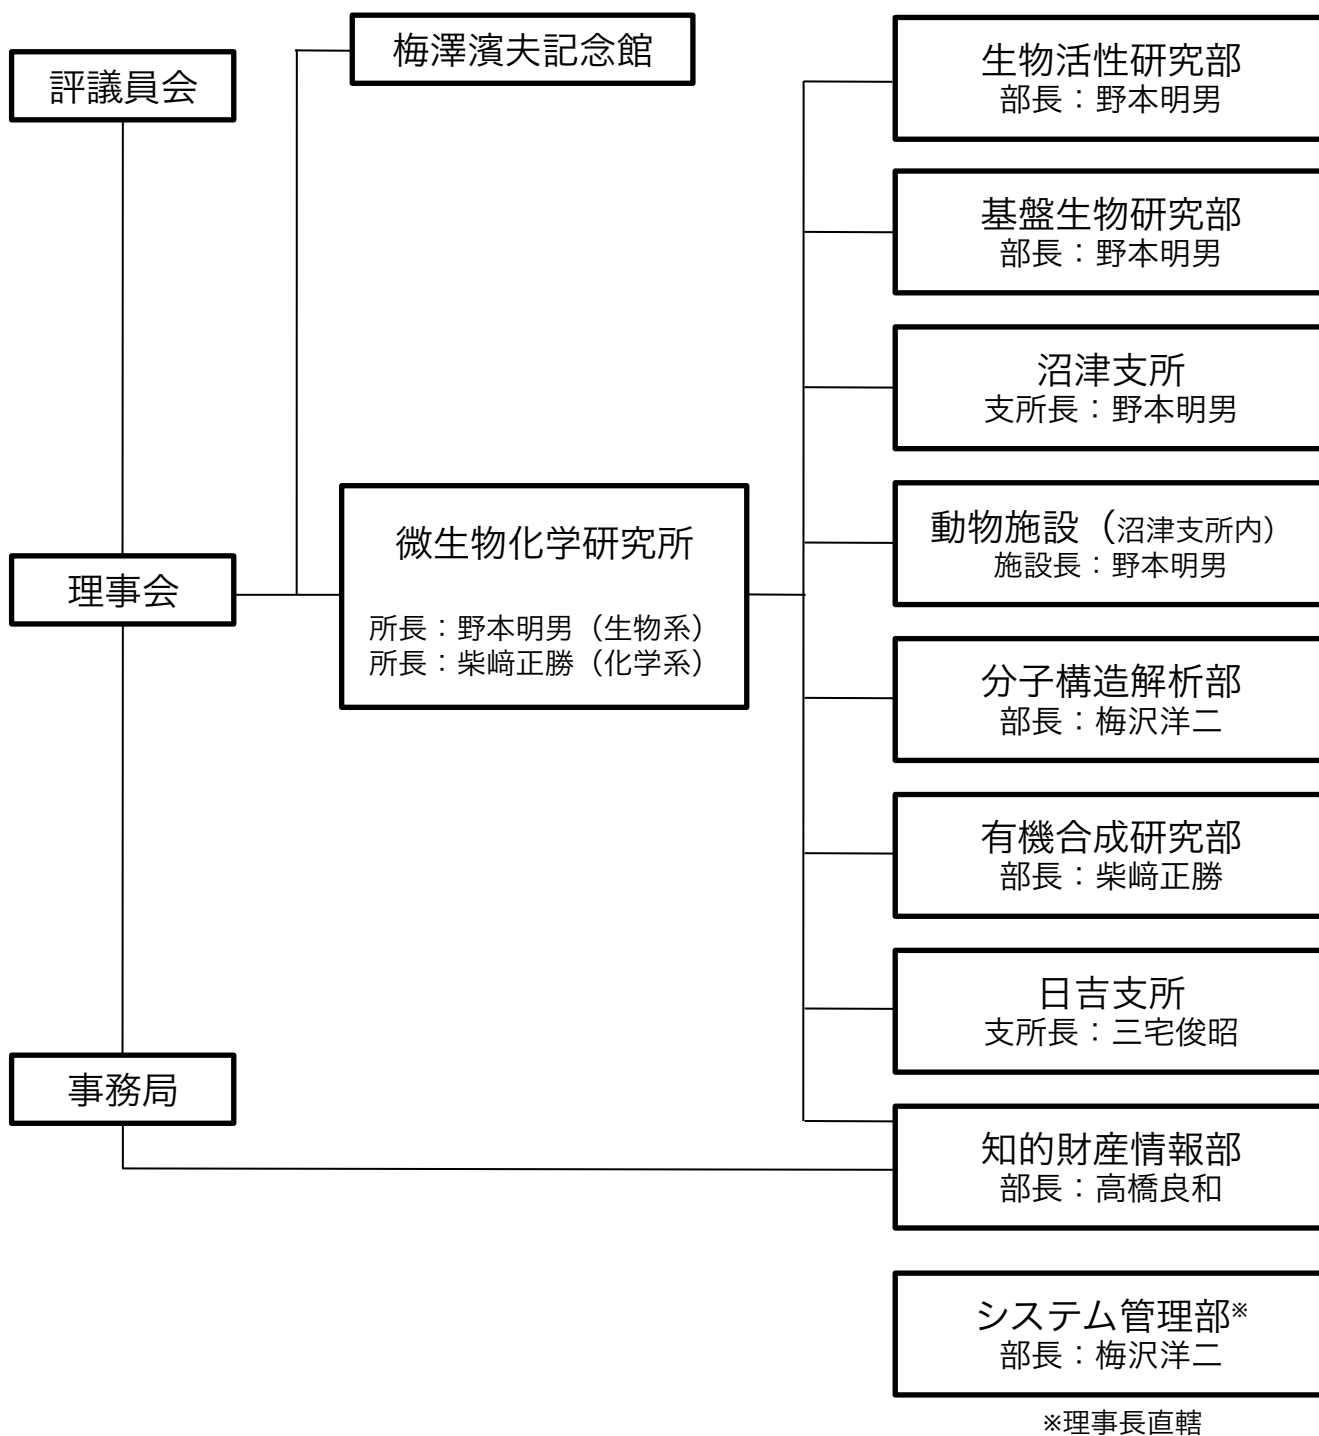 評議員会
理事会
事務局
梅澤濱夫記念館
微生物化学研究所
所長：野本明男（生物系）
所長：柴﨑正勝（化学系）
生物活性研究部
部長：野本明男
基盤生物研究部
部長：野本明男
沼津支所
支所長：野本明男
動物施設（沼津支所内）
施設長：野本明男
分子構造解析部
部長：梅沢洋二
有機合成研究部
部長：柴﨑正勝
日吉支所
支所長：三宅俊昭
知的財産情報部
部長：高橋良和
システム管理部※
部長：梅沢洋二
※理事長直轄